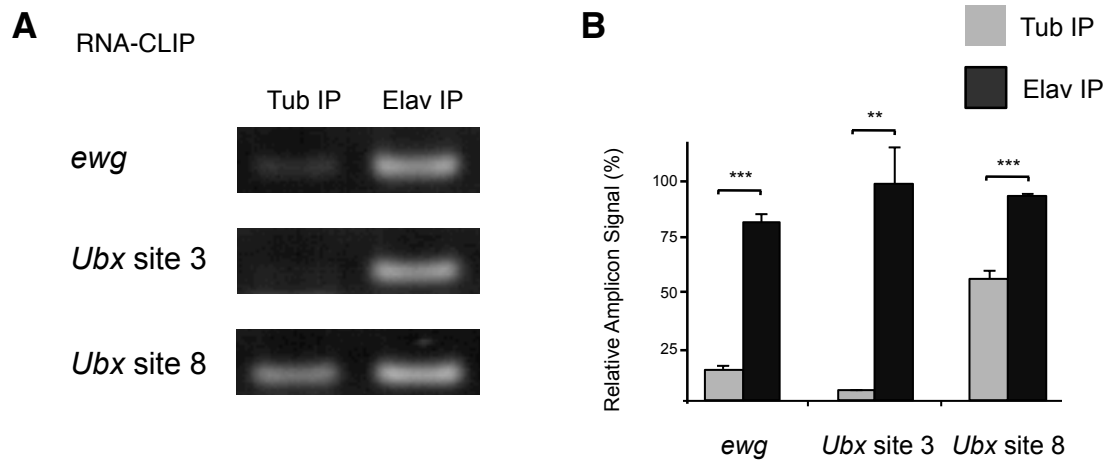 A
RNA-CLIP
Tub IP Elav IP
ewg
Ubx site 3
Ubx site 8
B
Tub IP
Elav IP
Relative Amplicon Signal (%)
100
75
50
25
***
**
***
ewg Ubx site 3 Ubx site 8